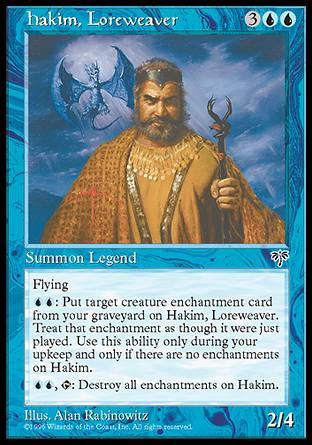 Hakim, Loreweaver 3
Summon Legend
Flying
: Put target creature enchantment card
from your graveyard on Hakim, Loreweaver.
Treat that enchantment as though it were just
played. Use this ability only during your
upkeep and only if there are no enchantments
on Hakim.
, : Destroy all enchantments on Hakim.
Illus. Alan Rabinowitz
©1996 Wizards of the Coast, Inc. All rights reserved.
2/4